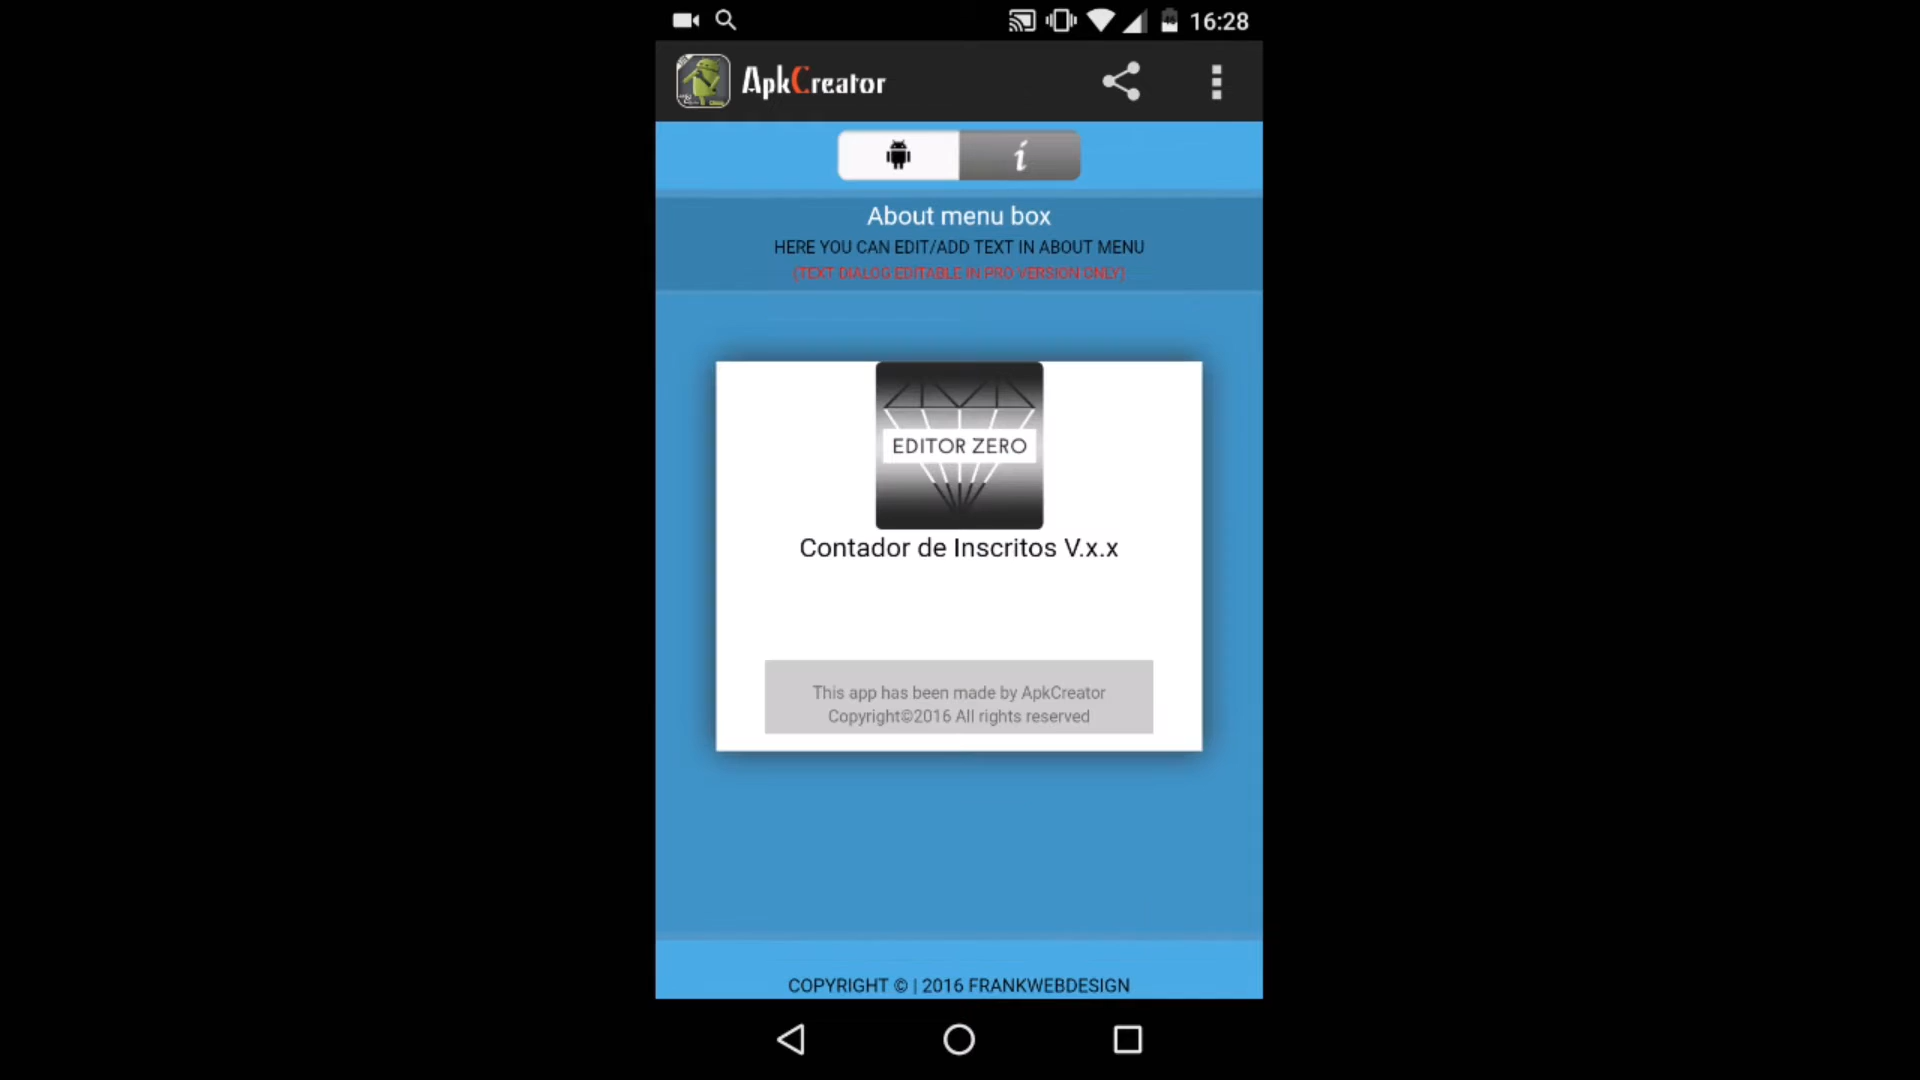 16:28
ApkCreator
i
About menu box
HERE YOU CAN EDIT/ADD TEXT IN ABOUT MENU
(TEXT DIALOG EDITABLE IN PRO VERSION ONLY)
EDITOR ZERO
Contador de Inscritos V.x.x
This app has been made by ApkCreator
Copyright©2016 All rights reserved
COPYRIGHT © | 2016 FRANKWEBDESIGN